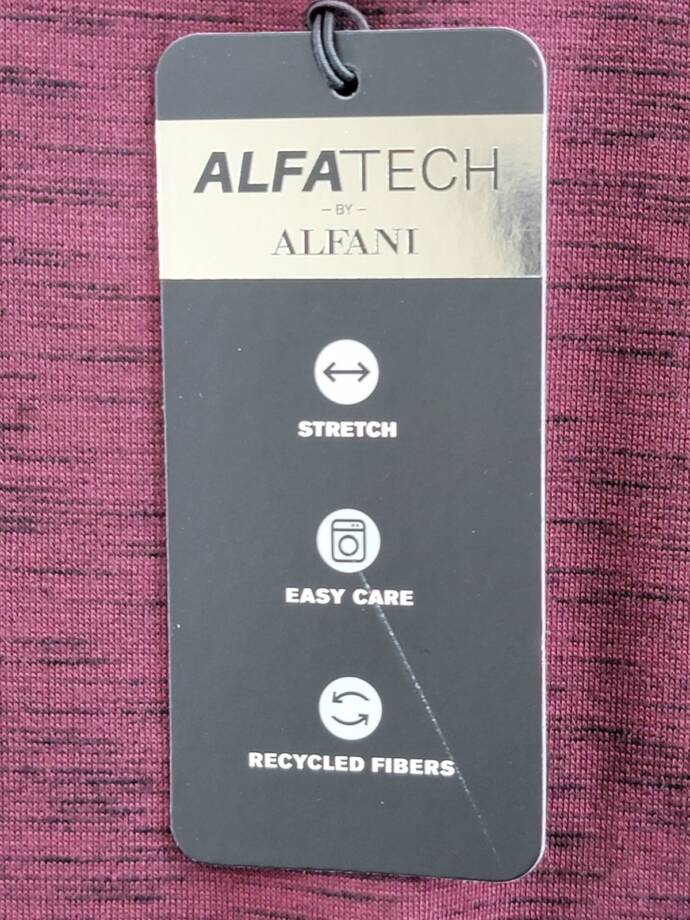 ALFATECH
– BY –
ALFANI
STRETCH
EASY CARE
RECYCLED FIBERS